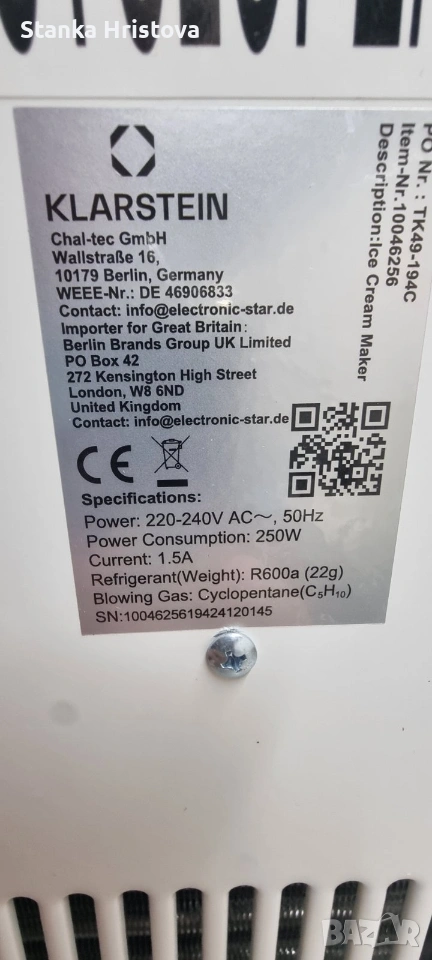 Stanka Hristova
KLARSTEIN
Chal-tec GmbH
Wallstraße 16,
10179 Berlin, Germany
WEEE-Nr.: DE 46906833
Contact: info@electronic-star.de
Importer for Great Britain:
Berlin Brands Group UK Limited
PO Box 42
272 Kensington High Street
London, W8 6ND
United Kingdom
Contact: info@electronic-star.de
PO Nr. : TK49-194C
Item-Nr.10046256
Description:Ice Cream Maker
CE
Specifications:
Power: 220-240V AC～, 50Hz
Power Consumption: 250W
Current: 1.5A
Refrigerant(Weight): R600a (22g)
Blowing Gas: Cyclopentane(C₅H₁₀)
SN:1004625619424120145
BAZAR